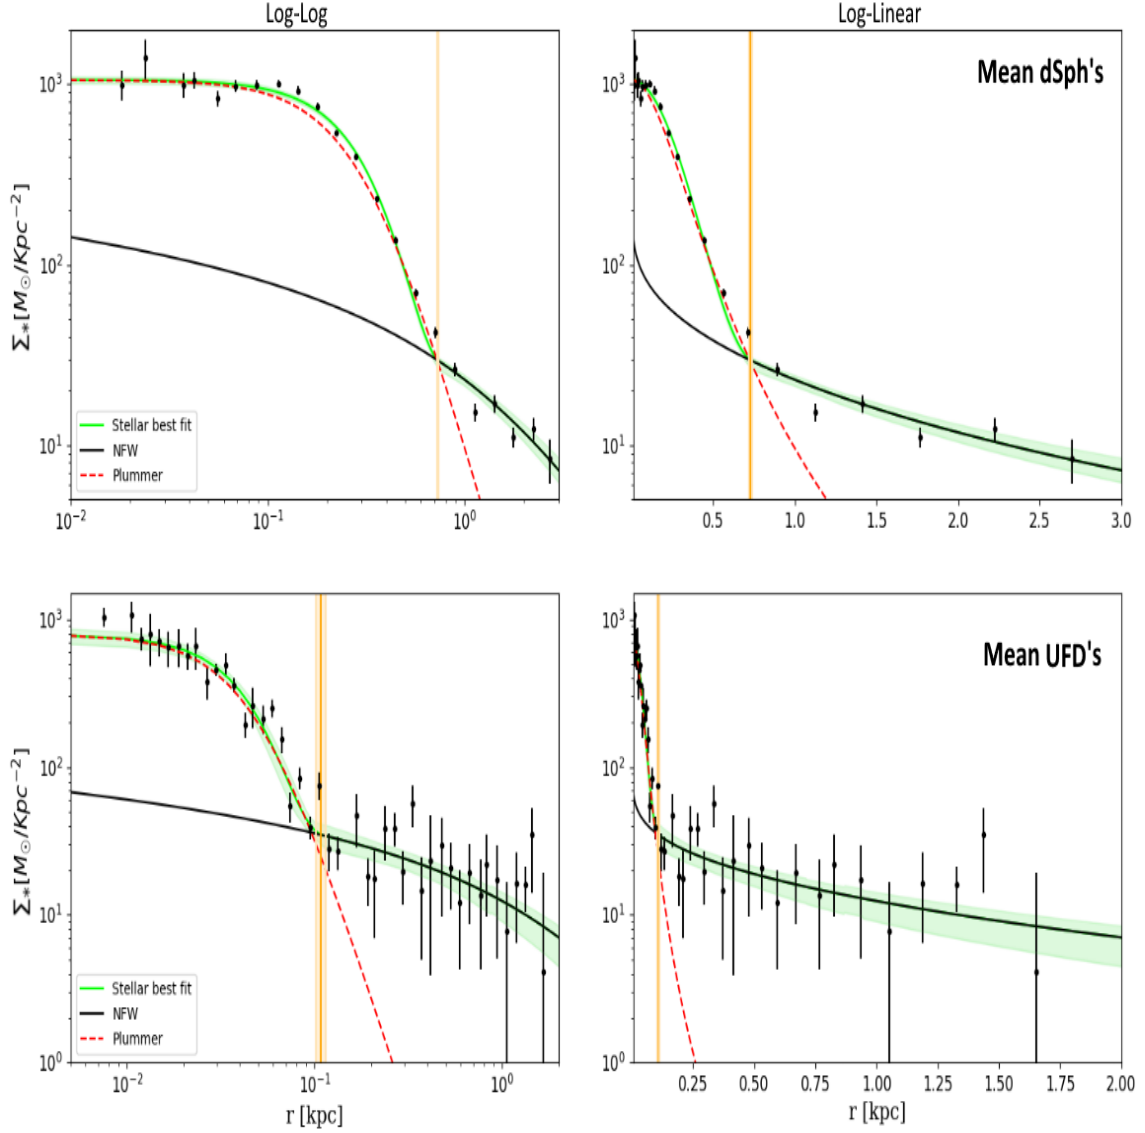 Log-Log
Log-Linear
Mean dSph's
10³
10²
10¹
Σ∗[M⊙/Kpc⁻²]
Stellar best fit
NFW
Plummer
10⁻²
10⁻¹
10⁰
10³
10²
10¹
0.5
1.0
1.5
2.0
2.5
3.0
Mean UFD's
10³
10²
10¹
10⁰
Σ∗[M⊙/Kpc⁻²]
Stellar best fit
NFW
Plummer
10⁻²
10⁻¹
10⁰
r [kpc]
10³
10²
10¹
10⁰
0.25
0.50
0.75
1.00
1.25
1.50
1.75
2.00
r [kpc]